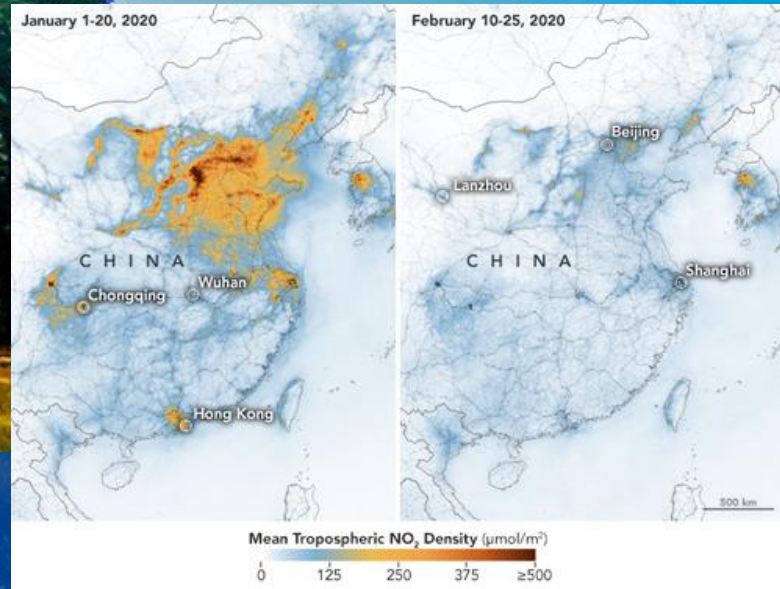 January 1-20, 2020
CHINA
Wuhan
Chongqing
Hong Kong
February 10-25, 2020
Beijing
Lanzhou
CHINA
Shanghai
500 km
Mean Tropospheric NO₂ Density (µmol/m²)
0 125 250 375 ≥500